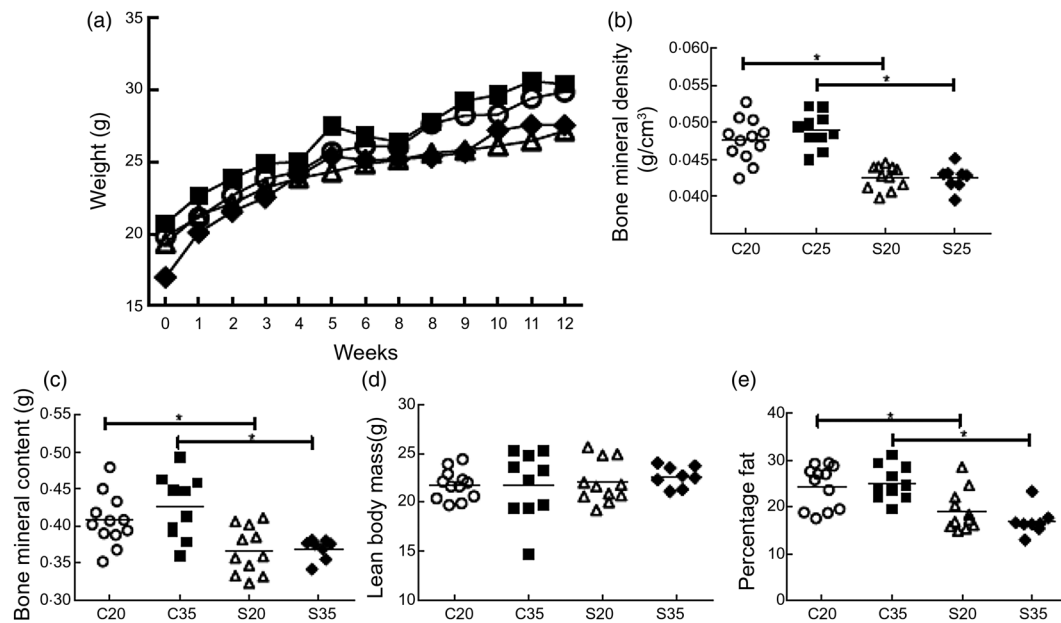 (a)
Weight (g)
35
30
25
20
15
0 1 2 3 4 5 6 8 8 9 10 11 12
Weeks
(b)
Bone mineral density
(g/cm³)
0·060
0·055
0·050
0·045
0·040
*
*
C20 C25 S20 S25
(c)
Bone mineral content (g)
0·55
0·50
0·45
0·40
0·35
0·30
*
*
C20 C35 S20 S35
(d)
Lean body mass(g)
30
25
20
15
10
C20 C35 S20 S35
(e)
Percentage fat
40
30
20
10
0
*
*
C20 C35 S20 S35